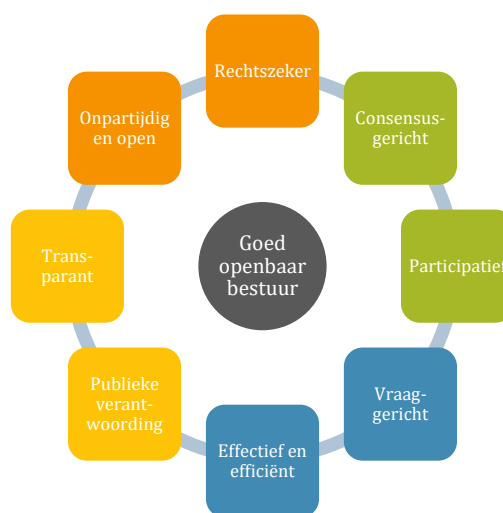 Rechtszeker
Consensus-
gericht
Participatief
Vraag-
gericht
Effectief en
efficiënt
Publieke
verant-
woording
Trans-
parant
Onpartijdig
en open
Goed
openbaar
bestuur